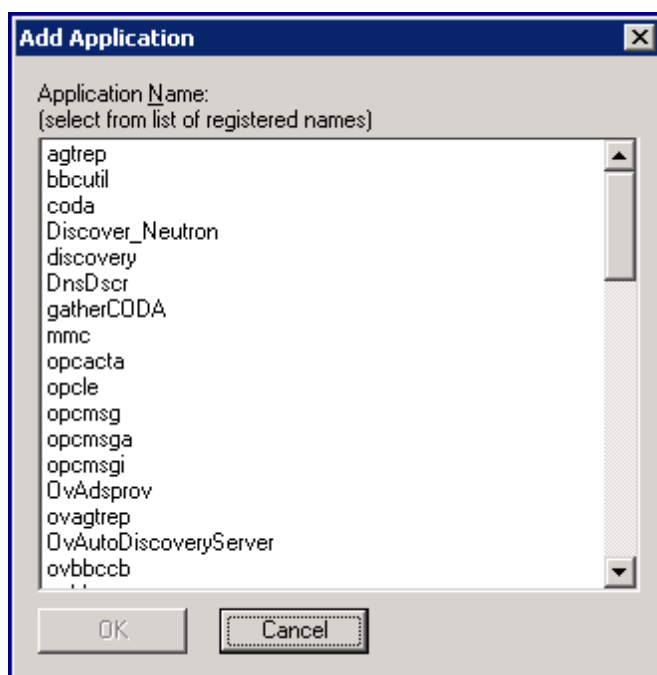 Add Application
Application Name:
(select from list of registered names)
agtrep
bbcutil
coda
Discover_Neutron
discovery
DnsDscr
gatherCODA
mmc
opcacta
opcle
opcmsg
opcmsga
opcmsgi
OvAdsprov
ovagtrep
OvAutoDiscoveryServer
ovbbccb
OK
Cancel